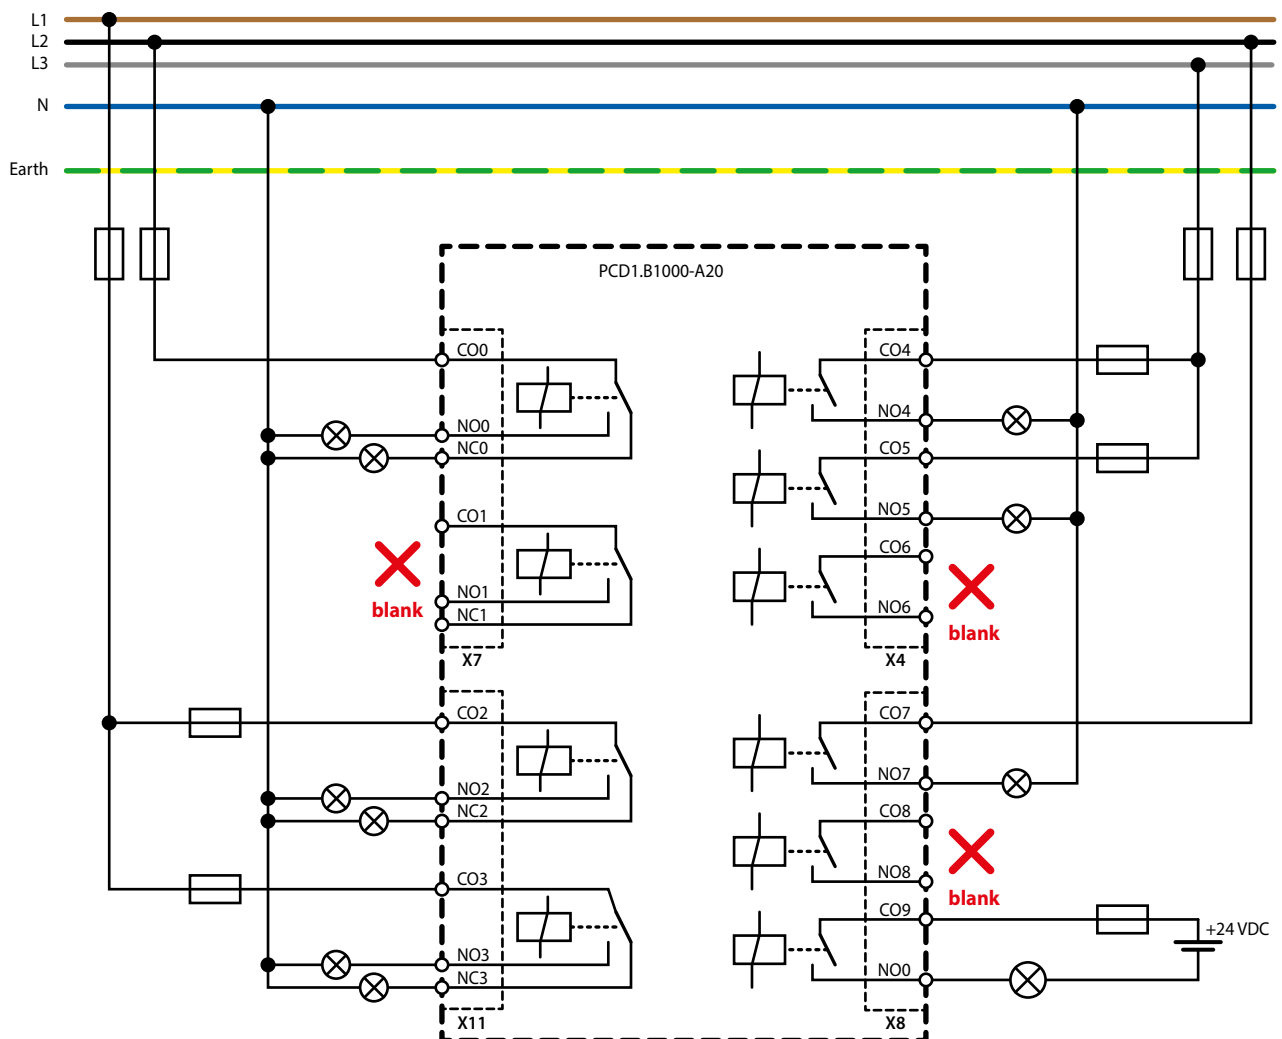 L1
L2
L3
N
Earth
PCD1.B1000-A20
CO0
NO0
NC0
CO1
NO1
NC1
blank
X7
CO4
NO4
CO5
NO5
CO6
NO6
blank
X4
CO2
NO2
NC2
CO3
NO3
NC3
X11
CO7
NO7
CO8
NO8
blank
CO9
+24 VDC
NO0
X8